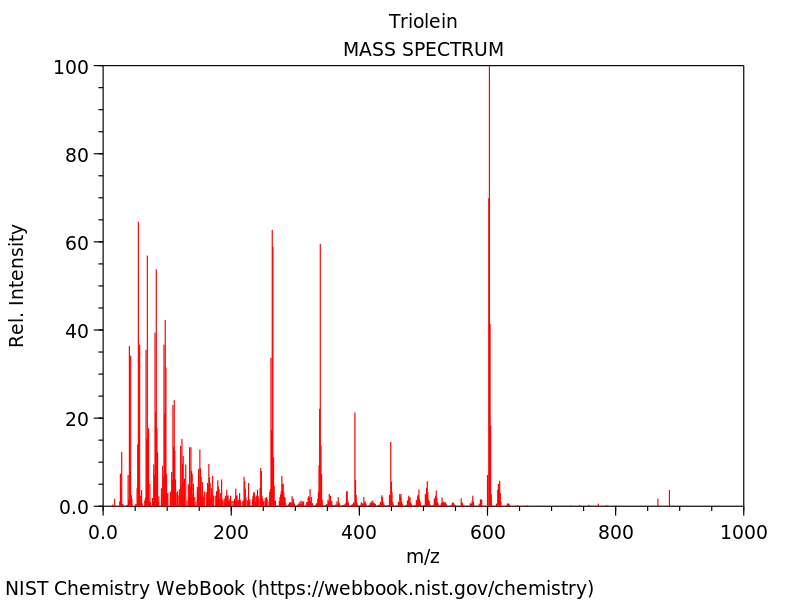 Triolein
MASS SPECTRUM
100
80
60
40
20
0.0
Rel. Intensity
0.0 200 400 600 800 1000
m/z
NIST Chemistry WebBook (https://webbook.nist.gov/chemistry)